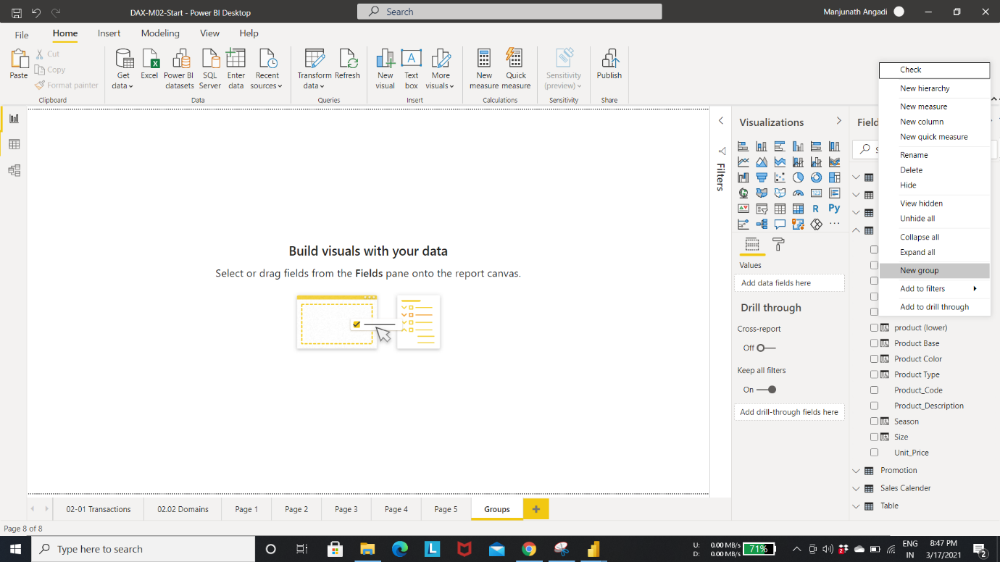 DAX-M02-Start - Power BI Desktop
Search
Manjunath Angadi
File Home Insert Modeling View Help
Paste
Cut
Copy
Format painter
Clipboard
Get data
Excel
Power BI datasets
SQL Server
Enter data
Recent sources
Data
Transform data
Refresh
Queries
New visual
Text box
More visuals
Insert
New measure
Quick measure
Calculations
Sensitivity (preview)
Sensitivity
Publish
Share
Build visuals with your data
Select or drag fields from the Fields pane onto the report canvas.
Filters
Visualizations
R Py
Values
Add data fields here
Drill through
Cross-report
Off
Keep all filters
On
Add drill-through fields here
Check
New hierarchy
New measure
New column
New quick measure
Rename
Delete
Hide
View hidden
Unhide all
Collapse all
Expand all
New group
Add to filters
Add to drill through
product (lower)
Product Base
Product Color
Product Type
Product_Code
Product_Description
Season
Size
Unit_Price
Promotion
Sales Calender
Table
02-01 Transactions
02.02 Domains
Page 1
Page 2
Page 3
Page 4
Page 5
Groups
Page 8 of 8
Type here to search
U: 0.00 MB/s
D: 0.00 MB/s
71%
ENG
IN
8:47 PM
3/17/2021
2